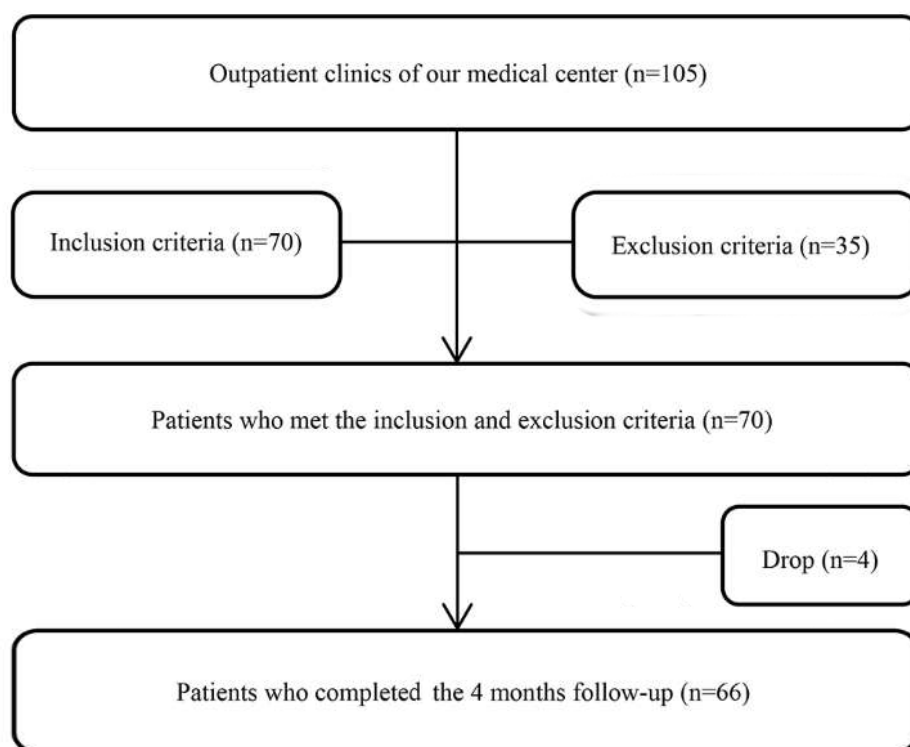 Outpatient clinics of our medical center (n=105)
Inclusion criteria (n=70)
Exclusion criteria (n=35)
Patients who met the inclusion and exclusion criteria (n=70)
Drop (n=4)
Patients who completed the 4 months follow-up (n=66)